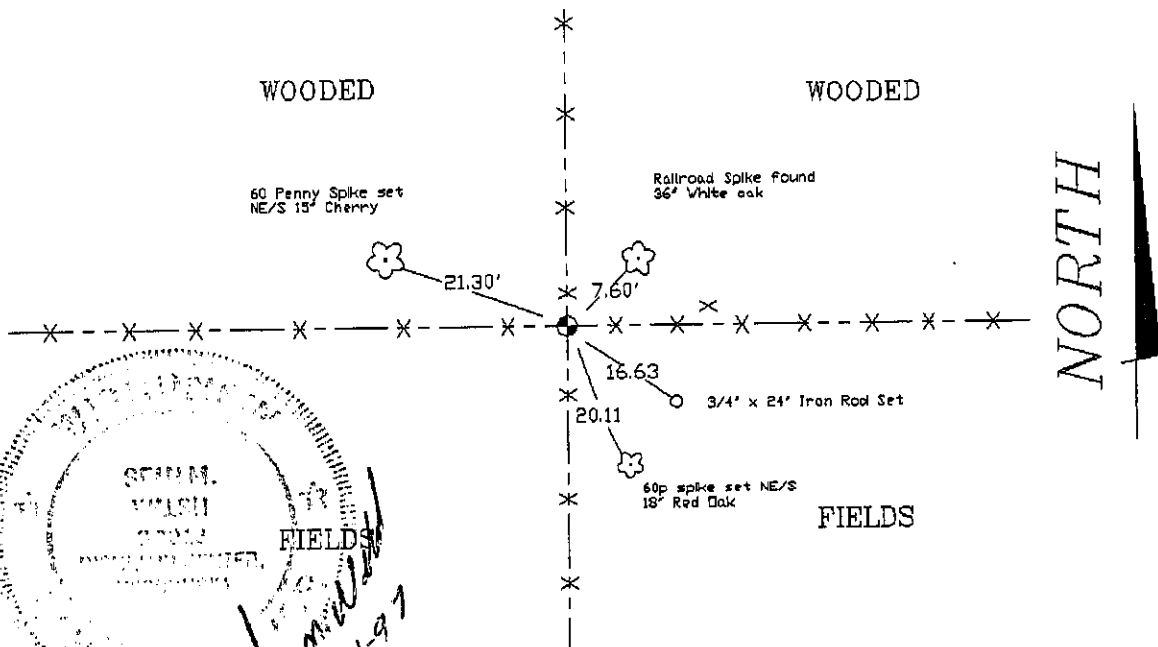 WOODED
WOODED
60 Penny Spike set
NE/S 15" Cherry
Railroad Spike found
36" White oak
NORTH
21.30'
7.60'
16.63
3/4" x 24" Iron Rod Set
20.11
60p spike set NE/S
18" Red Oak
FIELDS
FIELDS
SEAN M.
WALSH